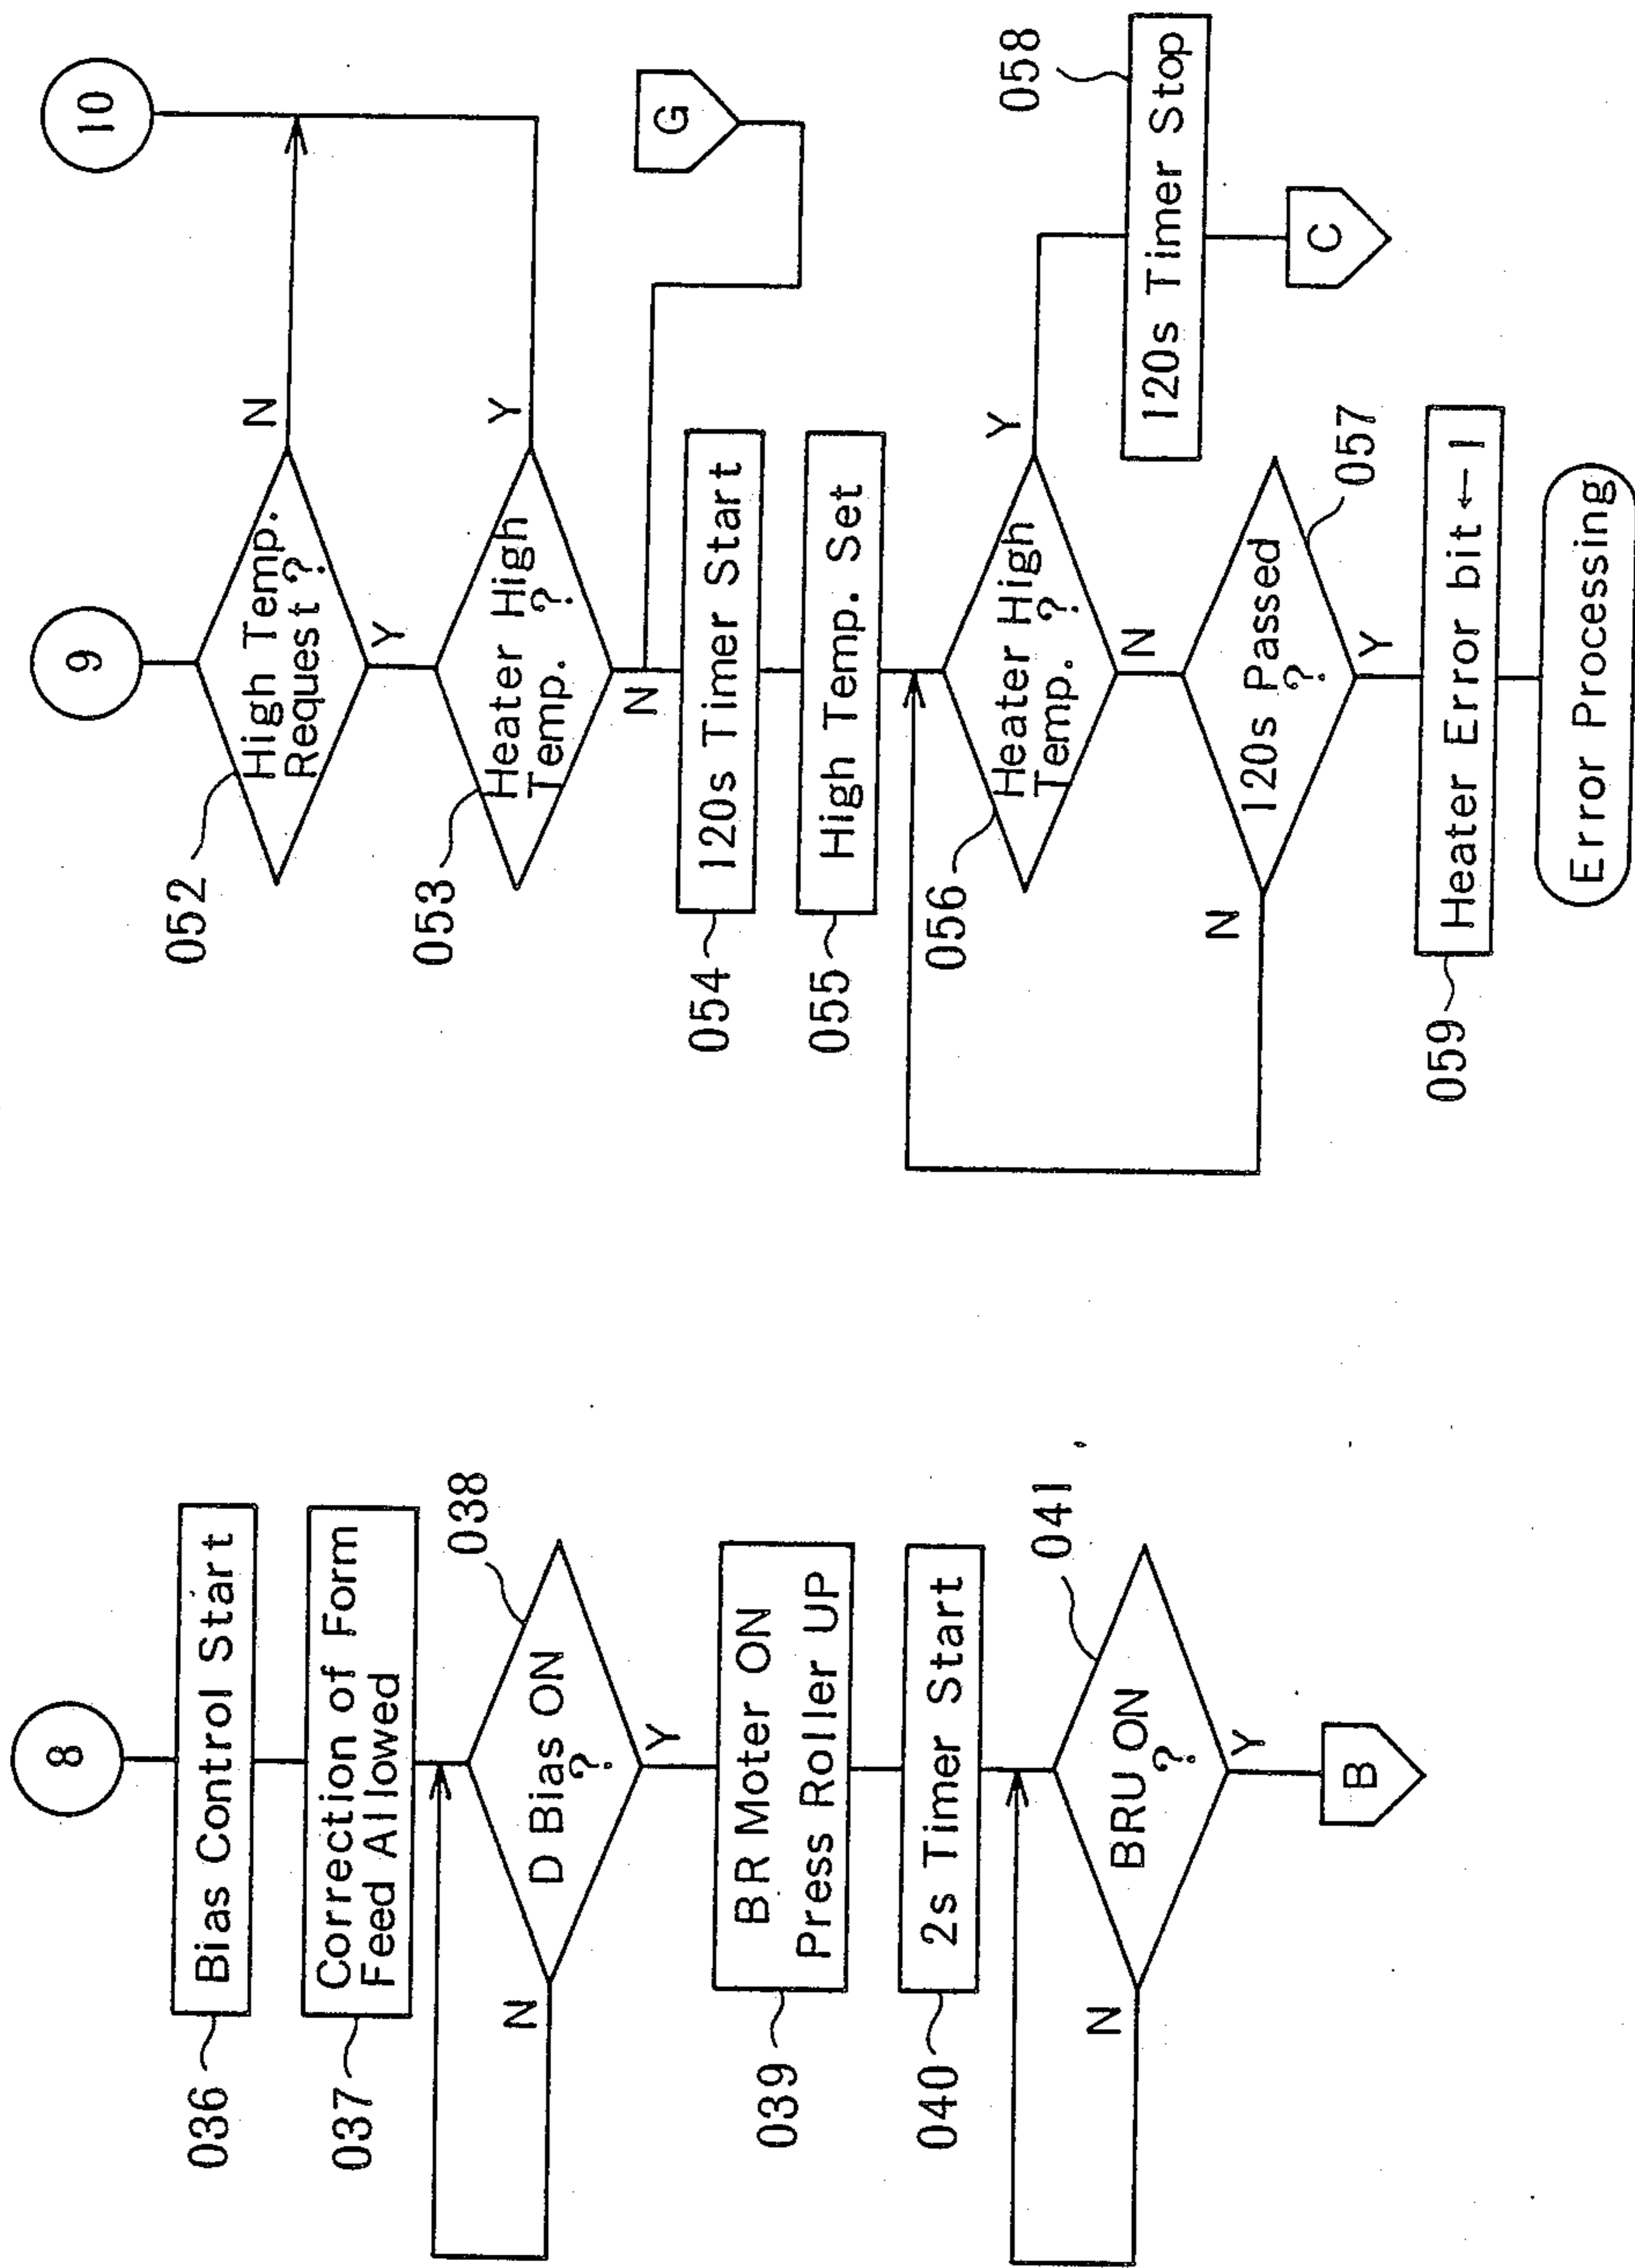 8
036
Bias Control Start
037
Correction of Form
Feed Allowed
038
D Bias ON
?
N
Y
039
BR Moter ON
Press Roller UP
040
2s Timer Start
041
BRU ON
?
N
Y
B
9
10
052
High Temp.
Request ?
N
Y
053
Heater High
Temp. ?
Y
N
G
054
120s Timer Start
055
High Temp. Set
056
Heater High
Temp. ?
Y
N
058
120s Timer Stop
C
057
120s Passed
?
N
Y
059
Heater Error bit ← 1
Error Processing